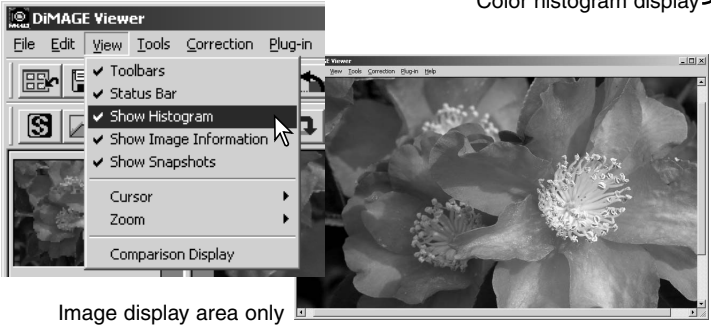 Color histogram display
DiMAGE Viewer
File Edit View Tools Correction Plug-in
Toolbars
Status Bar
Show Histogram
Show Image Information
Show Snapshots
Cursor
Zoom
Comparison Display
Viewer
View Tools Correction Plug-in Help
Image display area only